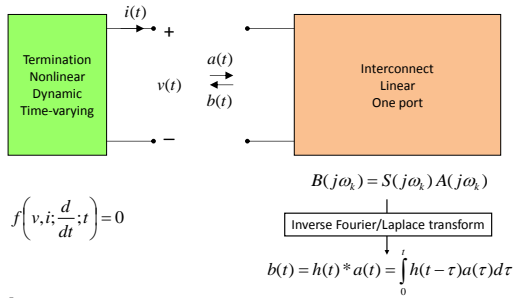 i(t)
+
Termination
Nonlinear
Dynamic
Time-varying
v(t)
a(t)
b(t)
Interconnect
Linear
One port
−
B(jω_k) = S(jω_k) A(jω_k)
f(v,i; d/dt; t) = 0
Inverse Fourier/Laplace transform
b(t) = h(t) * a(t) = ∫_0^t h(t − τ)a(τ)dτ